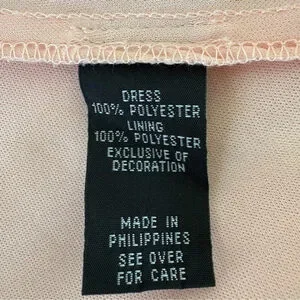 DRESS
100% POLYESTER
LINING
100% POLYESTER
EXCLUSIVE OF
DECORATION
MADE IN
PHILIPPINES
SEE OVER
FOR CARE